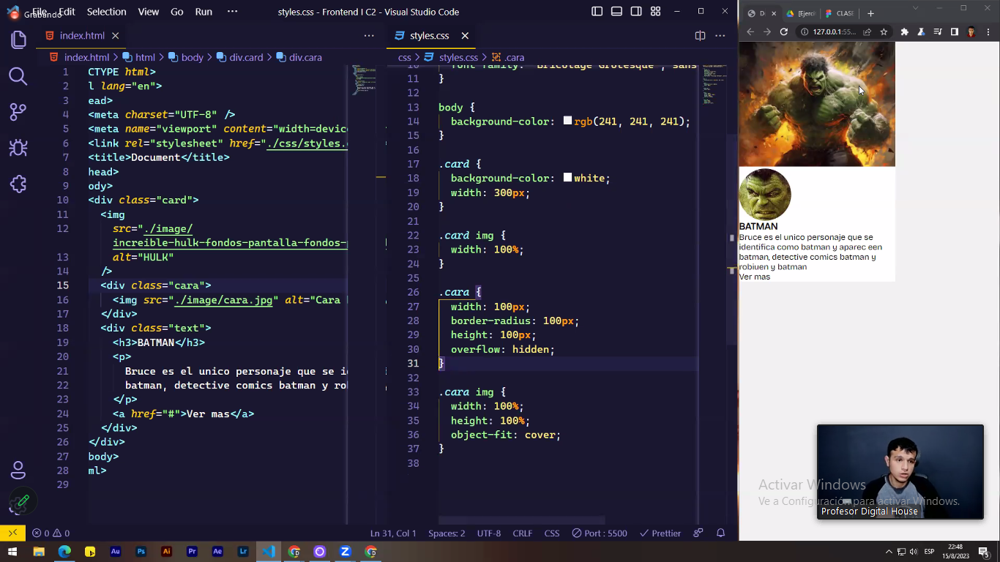 Grabando
Edit Selection View Go Run ···
styles.css - Frontend I C2 - Visual Studio Code
index.html
styles.css
index.html > html > body > div.card > div.cara
css > styles.css > .cara
1 CTYPE html>
2 l lang="en">
3 ead>
4 <meta charset="UTF-8" />
5 <meta name="viewport" content="width=device
6 <link rel="stylesheet" href="./css/styles.
7 <title>Document</title>
8 head>
9 ody>
10 <div class="card">
11 <img
12 src="./image/
increible-hulk-fondos-pantalla-fondos-
13 alt="HULK"
14 />
15 <div class="cara">
16 <img src="./image/cara.jpg" alt="Cara
17 </div>
18 <div class="text">
19 <h3>BATMAN</h3>
20 <p>
21 Bruce es el unico personaje que se i
22 batman, detective comics batman y ro
23 </p>
24 <a href="#">Ver mas</a>
25 </div>
26 </div>
27 body>
28 ml>
29
10 font-family: "Bricolage Grotesque", sans
11 }
12
13 body {
14 background-color: rgb(241, 241, 241);
15 }
16
17 .card {
18 background-color: white;
19 width: 300px;
20 }
21
22 .card img {
23 width: 100%;
24 }
25
26 .cara {
27 width: 100px;
28 border-radius: 100px;
29 height: 100px;
30 overflow: hidden;
31 }
32
33 .cara img {
34 width: 100%;
35 height: 100%;
36 object-fit: cover;
37 }
38
[Ejerci
CLASE
127.0.0.1:55...
BATMAN
Bruce es el unico personaje que se
identifica como batman y aparec een
batman, detective comics batman y
robiuen y batman
Ver mas
Activar Windows
Ve a Configuración para activar Windows.
Profesor Digital House
0 0
Ln 31, Col 1 Spaces: 2 UTF-8 CRLF CSS Port : 5500 Prettier
Au Ps Ai Pr Ae Lr
ESP
22:48
15/8/2023
5